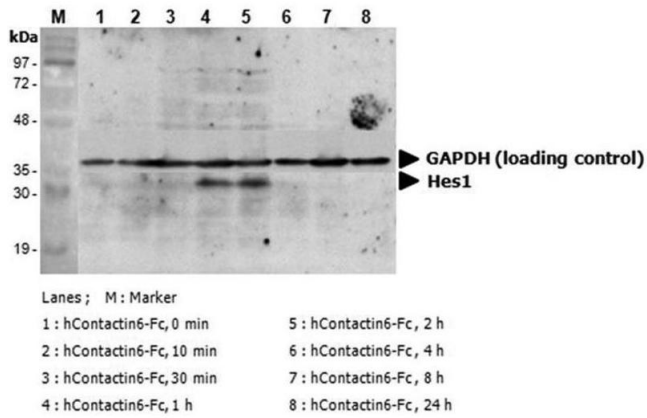 M 1 2 3 4 5 6 7 8
kDa
97-
72-
48-
GAPDH (loading control)
35-
Hes1
30-
19-
Lanes; M : Marker
1 : hContactin6-Fc, 0 min
2 : hContactin6-Fc, 10 min
3 : hContactin6-Fc, 30 min
4 : hContactin6-Fc, 1 h
5 : hContactin6-Fc, 2 h
6 : hContactin6-Fc, 4 h
7 : hContactin6-Fc, 8 h
8 : hContactin6-Fc, 24 h